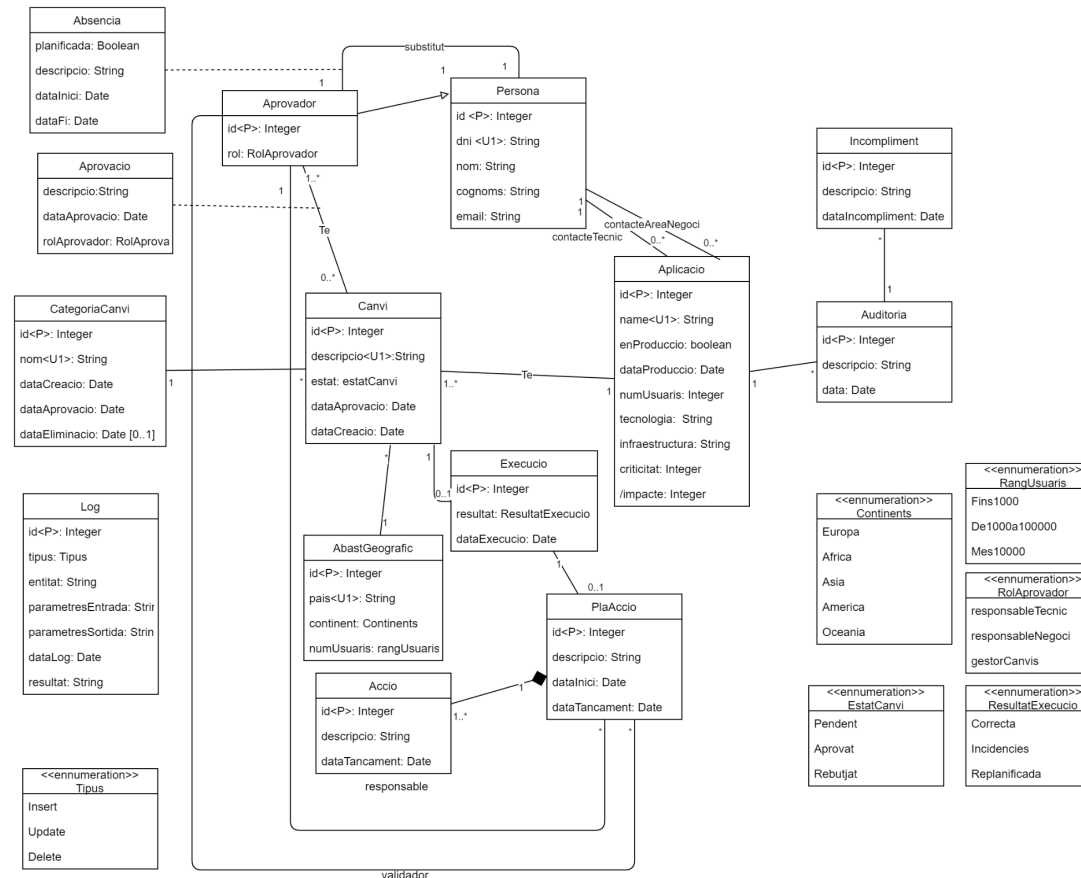 Absencia
planificada: Boolean
descripcio: String
dataInici: Date
dataFi: Date
substitut
1
1
1
Aprovador
id<P>: Integer
rol: RolAprovador
Persona
id <P>: Integer
dni <U1>: String
nom: String
cognoms: String
email: String
Aprovacio
descripcio:String
dataAprovacio: Date
rolAprovador: RolAprova
1
1..*
Te
0..*
1
1
contacteAreaNegoci
contacteTecnic
0..*
0..*
Incompliment
id<P>: Integer
descripcio: String
dataIncompliment: Date
*
1
CategoriaCanvi
id<P>: Integer
nom<U1>: String
dataCreacio: Date
dataAprovacio: Date
dataEliminacio: Date [0..1]
1
*
Canvi
id<P>: Integer
descripcio<U1>:String
estat: estatCanvi
dataAprovacio: Date
dataCreacio: Date
1..*
Te
1
Aplicacio
id<P>: Integer
name<U1>: String
enProduccio: boolean
dataProduccio: Date
numUsuaris: Integer
tecnologia: String
infraestructura: String
criticitat: Integer
/impacte: Integer
1
*
Auditoria
id<P>: Integer
descripcio: String
data: Date
*
1
1
0..1
Execucio
id<P>: Integer
resultat: ResultatExecucio
dataExecucio: Date
1
0..1
Log
id<P>: Integer
tipus: Tipus
entitat: String
parametresEntrada: Strir
parametresSortida: Strin
dataLog: Date
resultat: String
AbastGeografic
id<P>: Integer
pais<U1>: String
continent: Continents
numUsuaris: rangUsuaris
PlaAccio
id<P>: Integer
descripcio: String
dataInici: Date
dataTancament: Date
1
1..*
*
*
Accio
id<P>: Integer
descripcio: String
dataTancament: Date
responsable
validador
<<ennumeration>>
Continents
Europa
Africa
Asia
America
Oceania
<<ennumeration>>
RangUsuaris
Fins1000
De1000a100000
Mes10000
<<ennumeration>>
RolAprovador
responsableTecnic
responsableNegoci
gestorCanvis
<<ennumeration>>
EstatCanvi
Pendent
Aprovat
Rebutjat
<<ennumeration>>
ResultatExecucio
Correcta
Incidencies
Replanificada
<<ennumeration>>
Tipus
Insert
Update
Delete